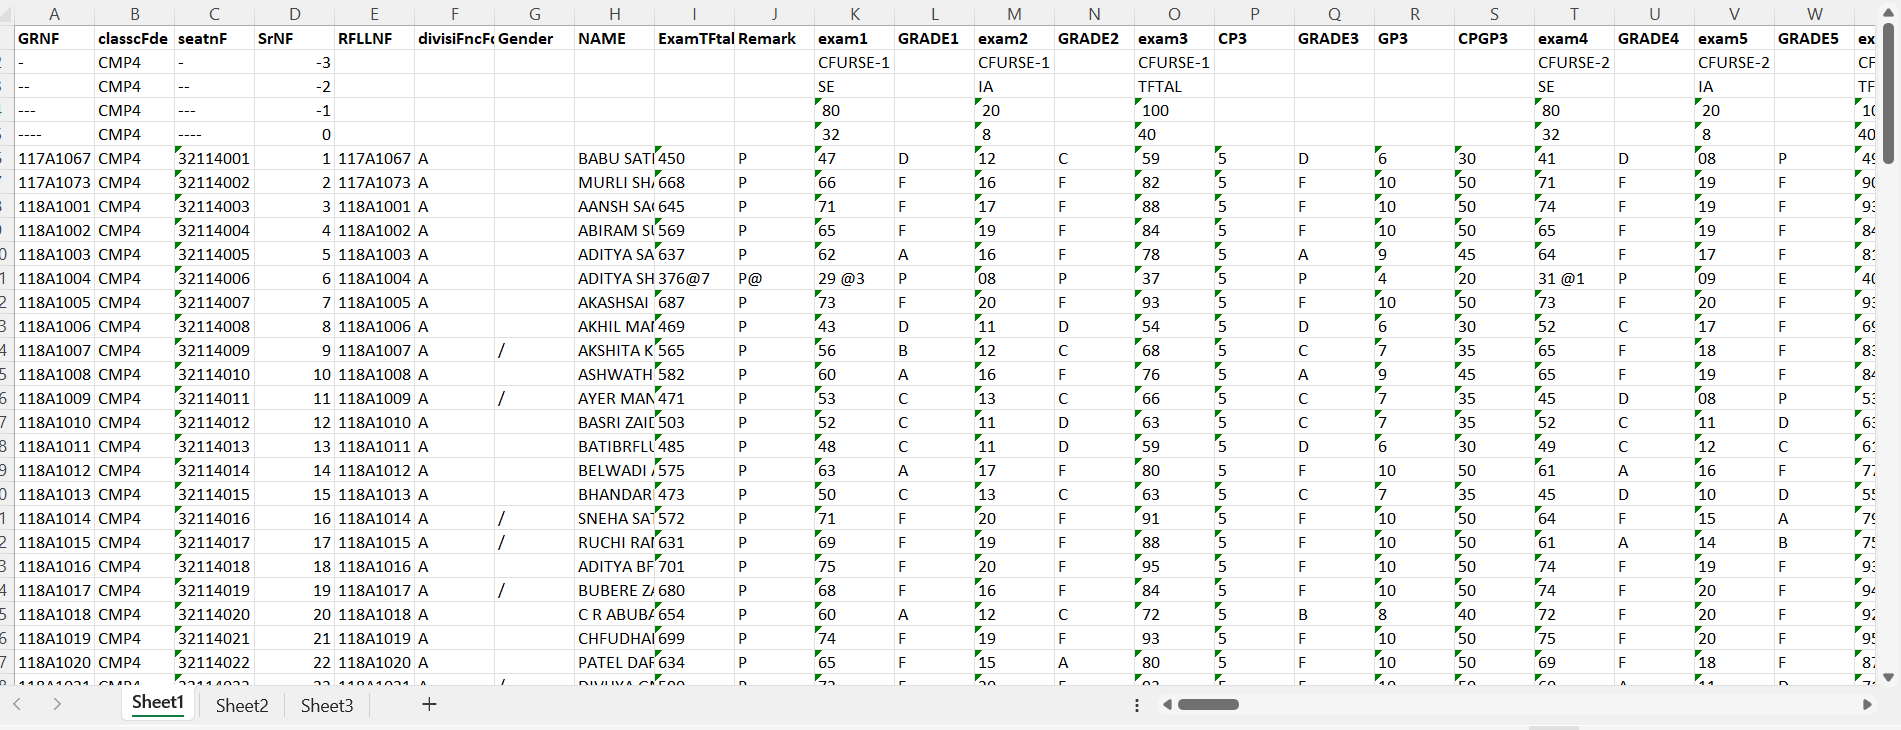 A B C D E F G H I J K L M N O P Q R S T U V W
GRNF classcFde seatnF SrNF RFLLNF divisiFncFc Gender NAME ExamTFtal Remark exam1 GRADE1 exam2 GRADE2 exam3 CP3 GRADE3 GP3 CPGP3 exam4 GRADE4 exam5 GRADE5 ex
- CMP4 - -3 CFURSE-1 CFURSE-1 CFURSE-1 CFURSE-2 CFURSE-2 CF
-- CMP4 -- -2 SE IA TFTAL SE IA TF
--- CMP4 --- -1 80 20 100 80 20 10
---- CMP4 ---- 0 32 8 40 32 8 40
117A1067 CMP4 32114001 1 117A1067 A BABU SATI 450 P 47 D 12 C 59 5 D 6 30 41 D 08 P 49
117A1073 CMP4 32114002 2 117A1073 A MURLI SHA 668 P 66 F 16 F 82 5 F 10 50 71 F 19 F 90
118A1001 CMP4 32114003 3 118A1001 A AANSH SA 645 P 71 F 17 F 88 5 F 10 50 74 F 19 F 93
118A1002 CMP4 32114004 4 118A1002 A ABIRAM SU 569 P 65 F 19 F 84 5 F 10 50 65 F 19 F 84
118A1003 CMP4 32114005 5 118A1003 A ADITYA SA 637 P 62 A 16 F 78 5 A 9 45 64 F 17 F 81
118A1004 CMP4 32114006 6 118A1004 A ADITYA SH 376@7 P@ 29 @3 P 08 P 37 5 P 4 20 31 @1 P 09 E 40
118A1005 CMP4 32114007 7 118A1005 A AKASHSAI 687 P 73 F 20 F 93 5 F 10 50 73 F 20 F 93
118A1006 CMP4 32114008 8 118A1006 A AKHIL MAN 469 P 43 D 11 D 54 5 D 6 30 52 C 17 F 69
118A1007 CMP4 32114009 9 118A1007 A / AKSHITA K 565 P 56 B 12 C 68 5 C 7 35 65 F 18 F 83
118A1008 CMP4 32114010 10 118A1008 A ASHWATH 582 P 60 A 16 F 76 5 A 9 45 65 F 19 F 84
118A1009 CMP4 32114011 11 118A1009 A / AYER MAN 471 P 53 C 13 C 66 5 C 7 35 45 D 08 P 53
118A1010 CMP4 32114012 12 118A1010 A BASRI ZAID 503 P 52 C 11 D 63 5 C 7 35 52 C 11 D 63
118A1011 CMP4 32114013 13 118A1011 A BATIBRFLU 485 P 48 C 11 D 59 5 D 6 30 49 C 12 C 61
118A1012 CMP4 32114014 14 118A1012 A BELWADI A 575 P 63 A 17 F 80 5 F 10 50 61 A 16 F 77
118A1013 CMP4 32114015 15 118A1013 A BHANDAR 473 P 50 C 13 C 63 5 C 7 35 45 D 10 D 55
118A1014 CMP4 32114016 16 118A1014 A / SNEHA SAT 572 P 71 F 20 F 91 5 F 10 50 64 F 15 A 79
118A1015 CMP4 32114017 17 118A1015 A / RUCHI RAI 631 P 69 F 19 F 88 5 F 10 50 61 A 14 B 75
118A1016 CMP4 32114018 18 118A1016 A ADITYA BF 701 P 75 F 20 F 95 5 F 10 50 74 F 19 F 93
118A1017 CMP4 32114019 19 118A1017 A / BUBERE ZA 680 P 68 F 16 F 84 5 F 10 50 74 F 20 F 94
118A1018 CMP4 32114020 20 118A1018 A C R ABUBA 654 P 60 A 12 C 72 5 B 8 40 72 F 20 F 92
118A1019 CMP4 32114021 21 118A1019 A CHFUDHAI 699 P 74 F 19 F 93 5 F 10 50 75 F 20 F 95
118A1020 CMP4 32114022 22 118A1020 A PATEL DAR 634 P 65 F 15 A 80 5 F 10 50 69 F 18 F 87
Sheet1 Sheet2 Sheet3 +